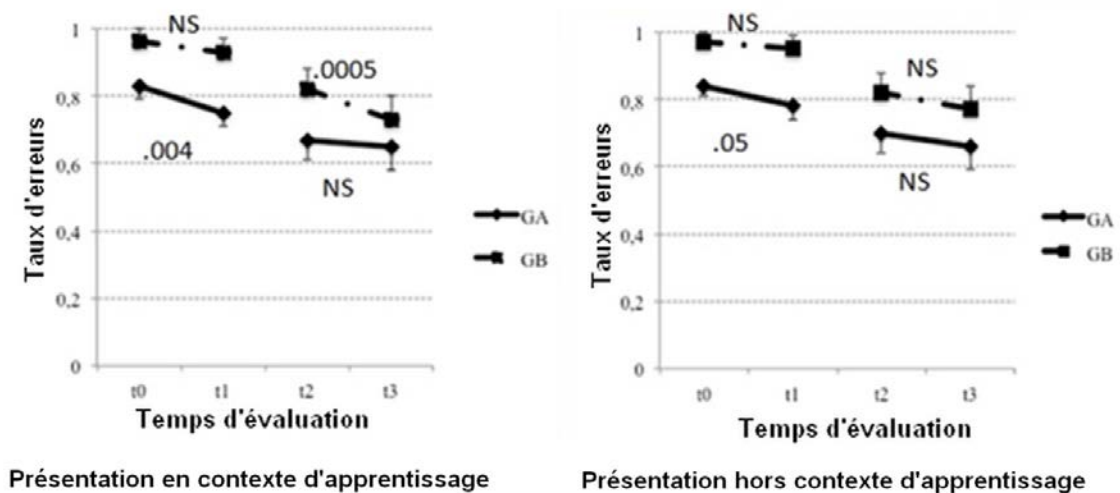 NS
.0005
.004
NS
1
0,8
0,6
0,4
0,2
0
t0 t1 t2 t3
Taux d'erreurs
Temps d'évaluation
GA
GB
Présentation en contexte d'apprentissage
NS
NS
.05
NS
1
0,8
0,6
0,4
0,2
0
t0 t1 t2 t3
Taux d'erreurs
Temps d'évaluation
GA
GB
Présentation hors contexte d'apprentissage